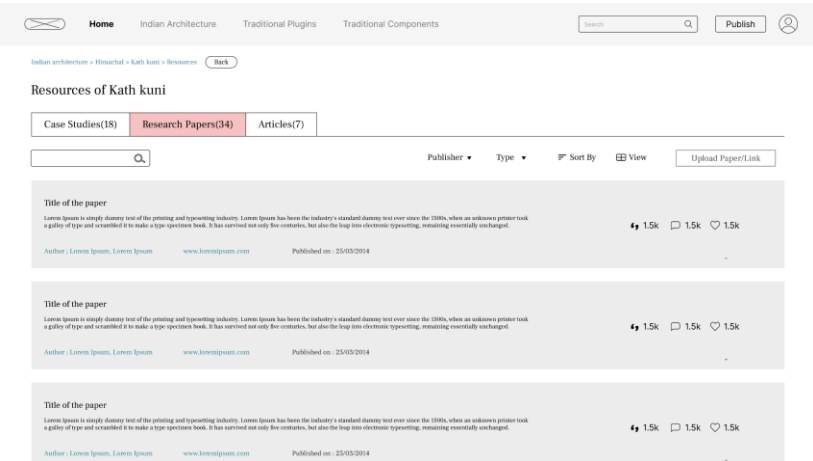 Home Indian Architecture Traditional Plugins Traditional Components Search Publish
Indian architecture > Himachal > Kath kuni > Resources Back
Resources of Kath kuni
Case Studies(18) Research Papers(34) Articles(7)
Publisher Type Sort By View Upload Paper/Link
Title of the paper
Lorem Ipsum is simply dummy text of the printing and typesetting industry. Lorem Ipsum has been the industry's standard dummy text ever since the 1500s, when an unknown printer took
a galley of type and scrambled it to make a type specimen book. It has survived not only five centuries, but also the leap into electronic typesetting, remaining essentially unchanged.
1.5k 1.5k 1.5k
Author : Lorem Ipsum, Lorem Ipsum www.loremipsum.com Published on : 25/03/2014
Title of the paper
Lorem Ipsum is simply dummy text of the printing and typesetting industry. Lorem Ipsum has been the industry's standard dummy text ever since the 1500s, when an unknown printer took
a galley of type and scrambled it to make a type specimen book. It has survived not only five centuries, but also the leap into electronic typesetting, remaining essentially unchanged.
1.5k 1.5k 1.5k
Author : Lorem Ipsum, Lorem Ipsum www.loremipsum.com Published on : 25/03/2014
Title of the paper
Lorem Ipsum is simply dummy text of the printing and typesetting industry. Lorem Ipsum has been the industry's standard dummy text ever since the 1500s, when an unknown printer took
a galley of type and scrambled it to make a type specimen book. It has survived not only five centuries, but also the leap into electronic typesetting, remaining essentially unchanged.
1.5k 1.5k 1.5k
Author : Lorem Ipsum, Lorem Ipsum www.loremipsum.com Published on : 25/03/2014